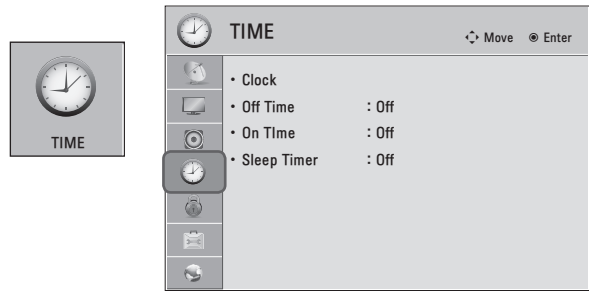 TIME
TIME
Move Enter
• Clock
• Off Time : Off
• On TIme : Off
• Sleep Timer : Off